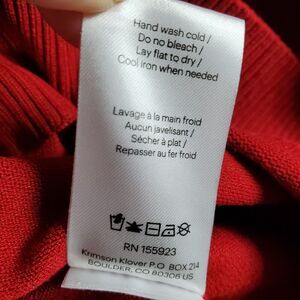 Hand wash cold /
Do no bleach /
Lay flat to dry /
Cool iron when needed
Lavage à la main froid
Aucun javelisant /
Sécher à plat /
Repasser au fer froid
RN 155923
Krimson Klover P.O BOX 214
BOULDER, CO 80306 US